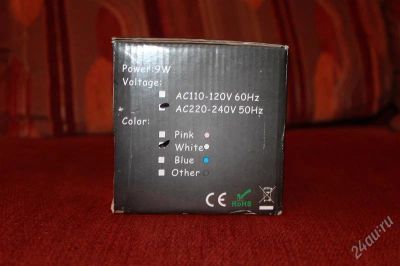 Power:9W
Voltage:
AC110-120V 60Hz
AC220-240V 50Hz
Color:
Pink
White
Blue
Other
CE
RoHS
24au.ru